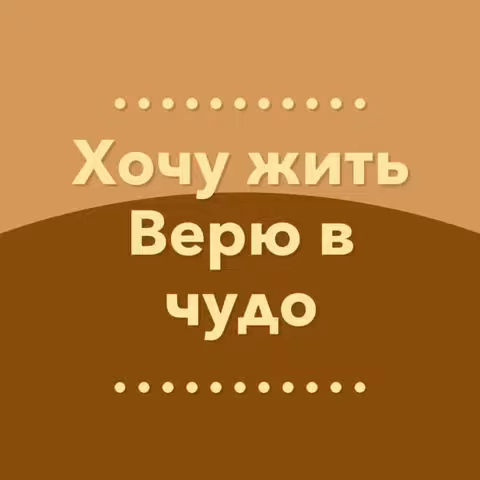 Хочу жить
Верю в
чудо